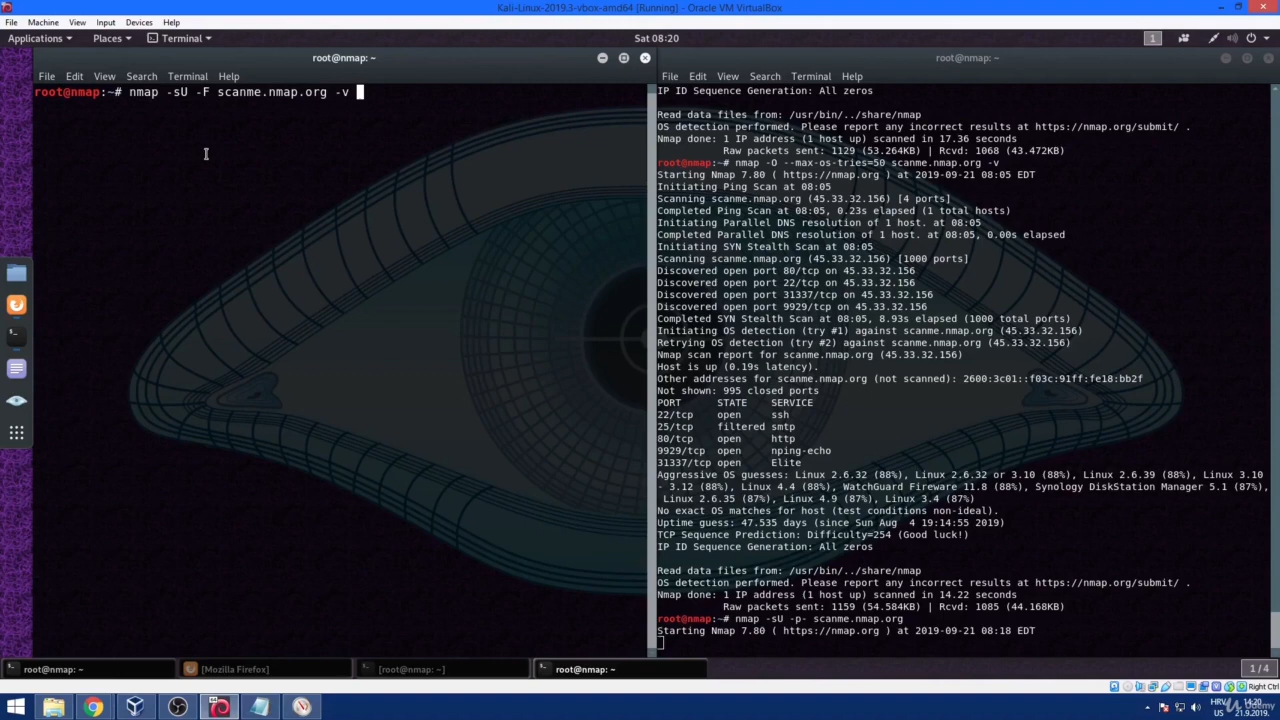 Kali-Linux-2019.3-vbox-amd64 [Running] - Oracle VM VirtualBox
File Machine View Input Devices Help
Applications Places Terminal Sat 08:20 1
root@nmap: ~
File Edit View Search Terminal Help
root@nmap:~# nmap -sU -F scanme.nmap.org -v
root@nmap: ~
File Edit View Search Terminal Help
IP ID Sequence Generation: All zeros
Read data files from: /usr/bin/../share/nmap
OS detection performed. Please report any incorrect results at https://nmap.org/submit/ .
Nmap done: 1 IP address (1 host up) scanned in 17.36 seconds
Raw packets sent: 1129 (53.264KB) | Rcvd: 1068 (43.472KB)
root@nmap:~# nmap -O --max-os-tries=50 scanme.nmap.org -v
Starting Nmap 7.80 ( https://nmap.org ) at 2019-09-21 08:05 EDT
Initiating Ping Scan at 08:05
Scanning scanme.nmap.org (45.33.32.156) [4 ports]
Completed Ping Scan at 08:05, 0.23s elapsed (1 total hosts)
Initiating Parallel DNS resolution of 1 host. at 08:05
Completed Parallel DNS resolution of 1 host. at 08:05, 0.00s elapsed
Initiating SYN Stealth Scan at 08:05
Scanning scanme.nmap.org (45.33.32.156) [1000 ports]
Discovered open port 80/tcp on 45.33.32.156
Discovered open port 22/tcp on 45.33.32.156
Discovered open port 31337/tcp on 45.33.32.156
Discovered open port 9929/tcp on 45.33.32.156
Completed SYN Stealth Scan at 08:05, 8.93s elapsed (1000 total ports)
Initiating OS detection (try #1) against scanme.nmap.org (45.33.32.156)
Retrying OS detection (try #2) against scanme.nmap.org (45.33.32.156)
Nmap scan report for scanme.nmap.org (45.33.32.156)
Host is up (0.19s latency).
Other addresses for scanme.nmap.org (not scanned): 2600:3c01::f03c:91ff:fe18:bb2f
Not shown: 995 closed ports
PORT STATE SERVICE
22/tcp open ssh
25/tcp filtered smtp
80/tcp open http
9929/tcp open nping-echo
31337/tcp open Elite
Aggressive OS guesses: Linux 2.6.32 (88%), Linux 2.6.32 or 3.10 (88%), Linux 2.6.39 (88%), Linux 3.10
- 3.12 (88%), Linux 4.4 (88%), WatchGuard Fireware 11.8 (88%), Synology DiskStation Manager 5.1 (87%),
Linux 2.6.35 (87%), Linux 4.9 (87%), Linux 3.4 (87%)
No exact OS matches for host (test conditions non-ideal).
Uptime guess: 47.535 days (since Sun Aug 4 19:14:55 2019)
TCP Sequence Prediction: Difficulty=254 (Good luck!)
IP ID Sequence Generation: All zeros
Read data files from: /usr/bin/../share/nmap
OS detection performed. Please report any incorrect results at https://nmap.org/submit/ .
Nmap done: 1 IP address (1 host up) scanned in 14.22 seconds
Raw packets sent: 1159 (54.584KB) | Rcvd: 1085 (44.168KB)
root@nmap:~# nmap -sU -p- scanme.nmap.org
Starting Nmap 7.80 ( https://nmap.org ) at 2019-09-21 08:18 EDT
root@nmap: ~ [Mozilla Firefox] [root@nmap: ~] root@nmap: ~ 1 / 4
Right Ctrl
HRV 14:20
US 21.9.2019.
Udemy